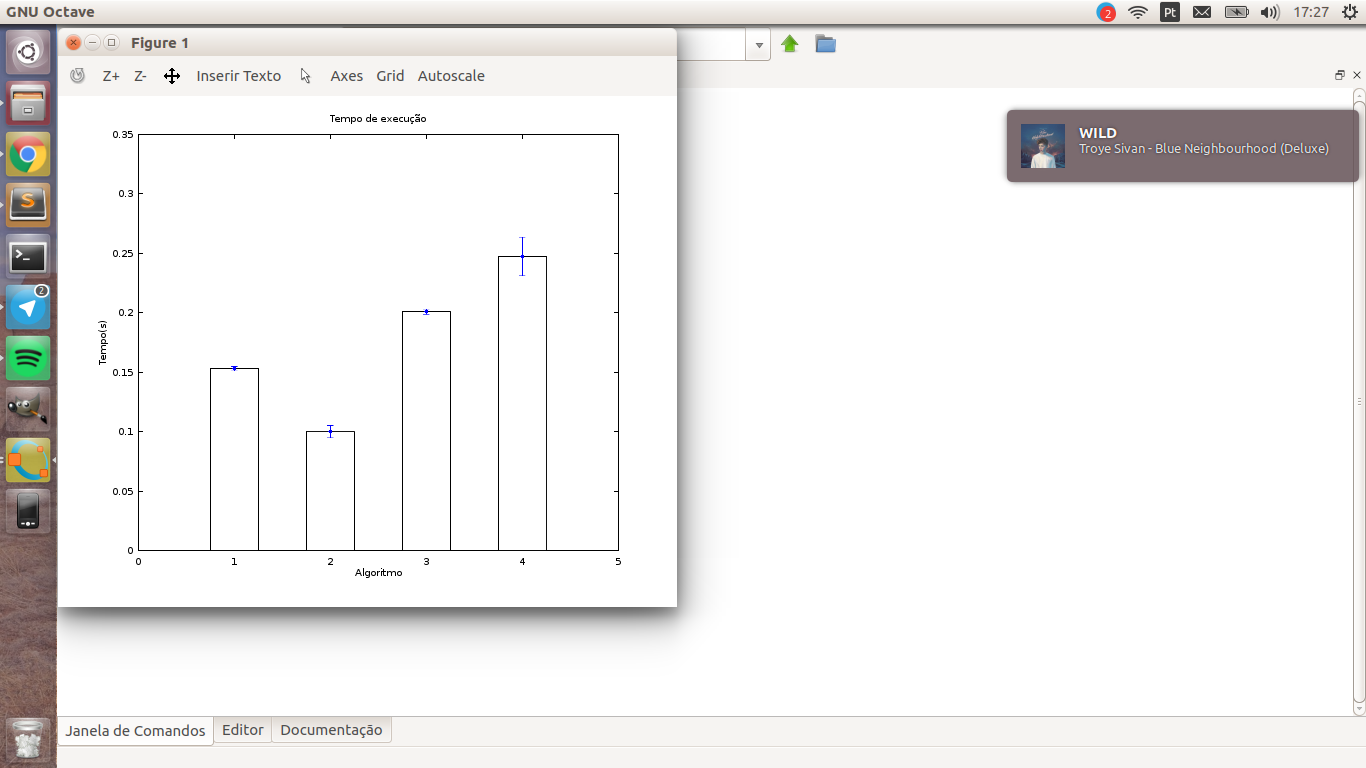 GNU Octave
2
Pt
17:27
Figure 1
Z+ Z- Inserir Texto Axes Grid Autoscale
WILD
Troye Sivan - Blue Neighbourhood (Deluxe)
Tempo de execução
0.35
0.3
0.25
0.2
0.15
0.1
0.05
0
Tempo(s)
0 1 2 3 4 5
Algoritmo
S
>_
2
Janela de Comandos Editor Documentação